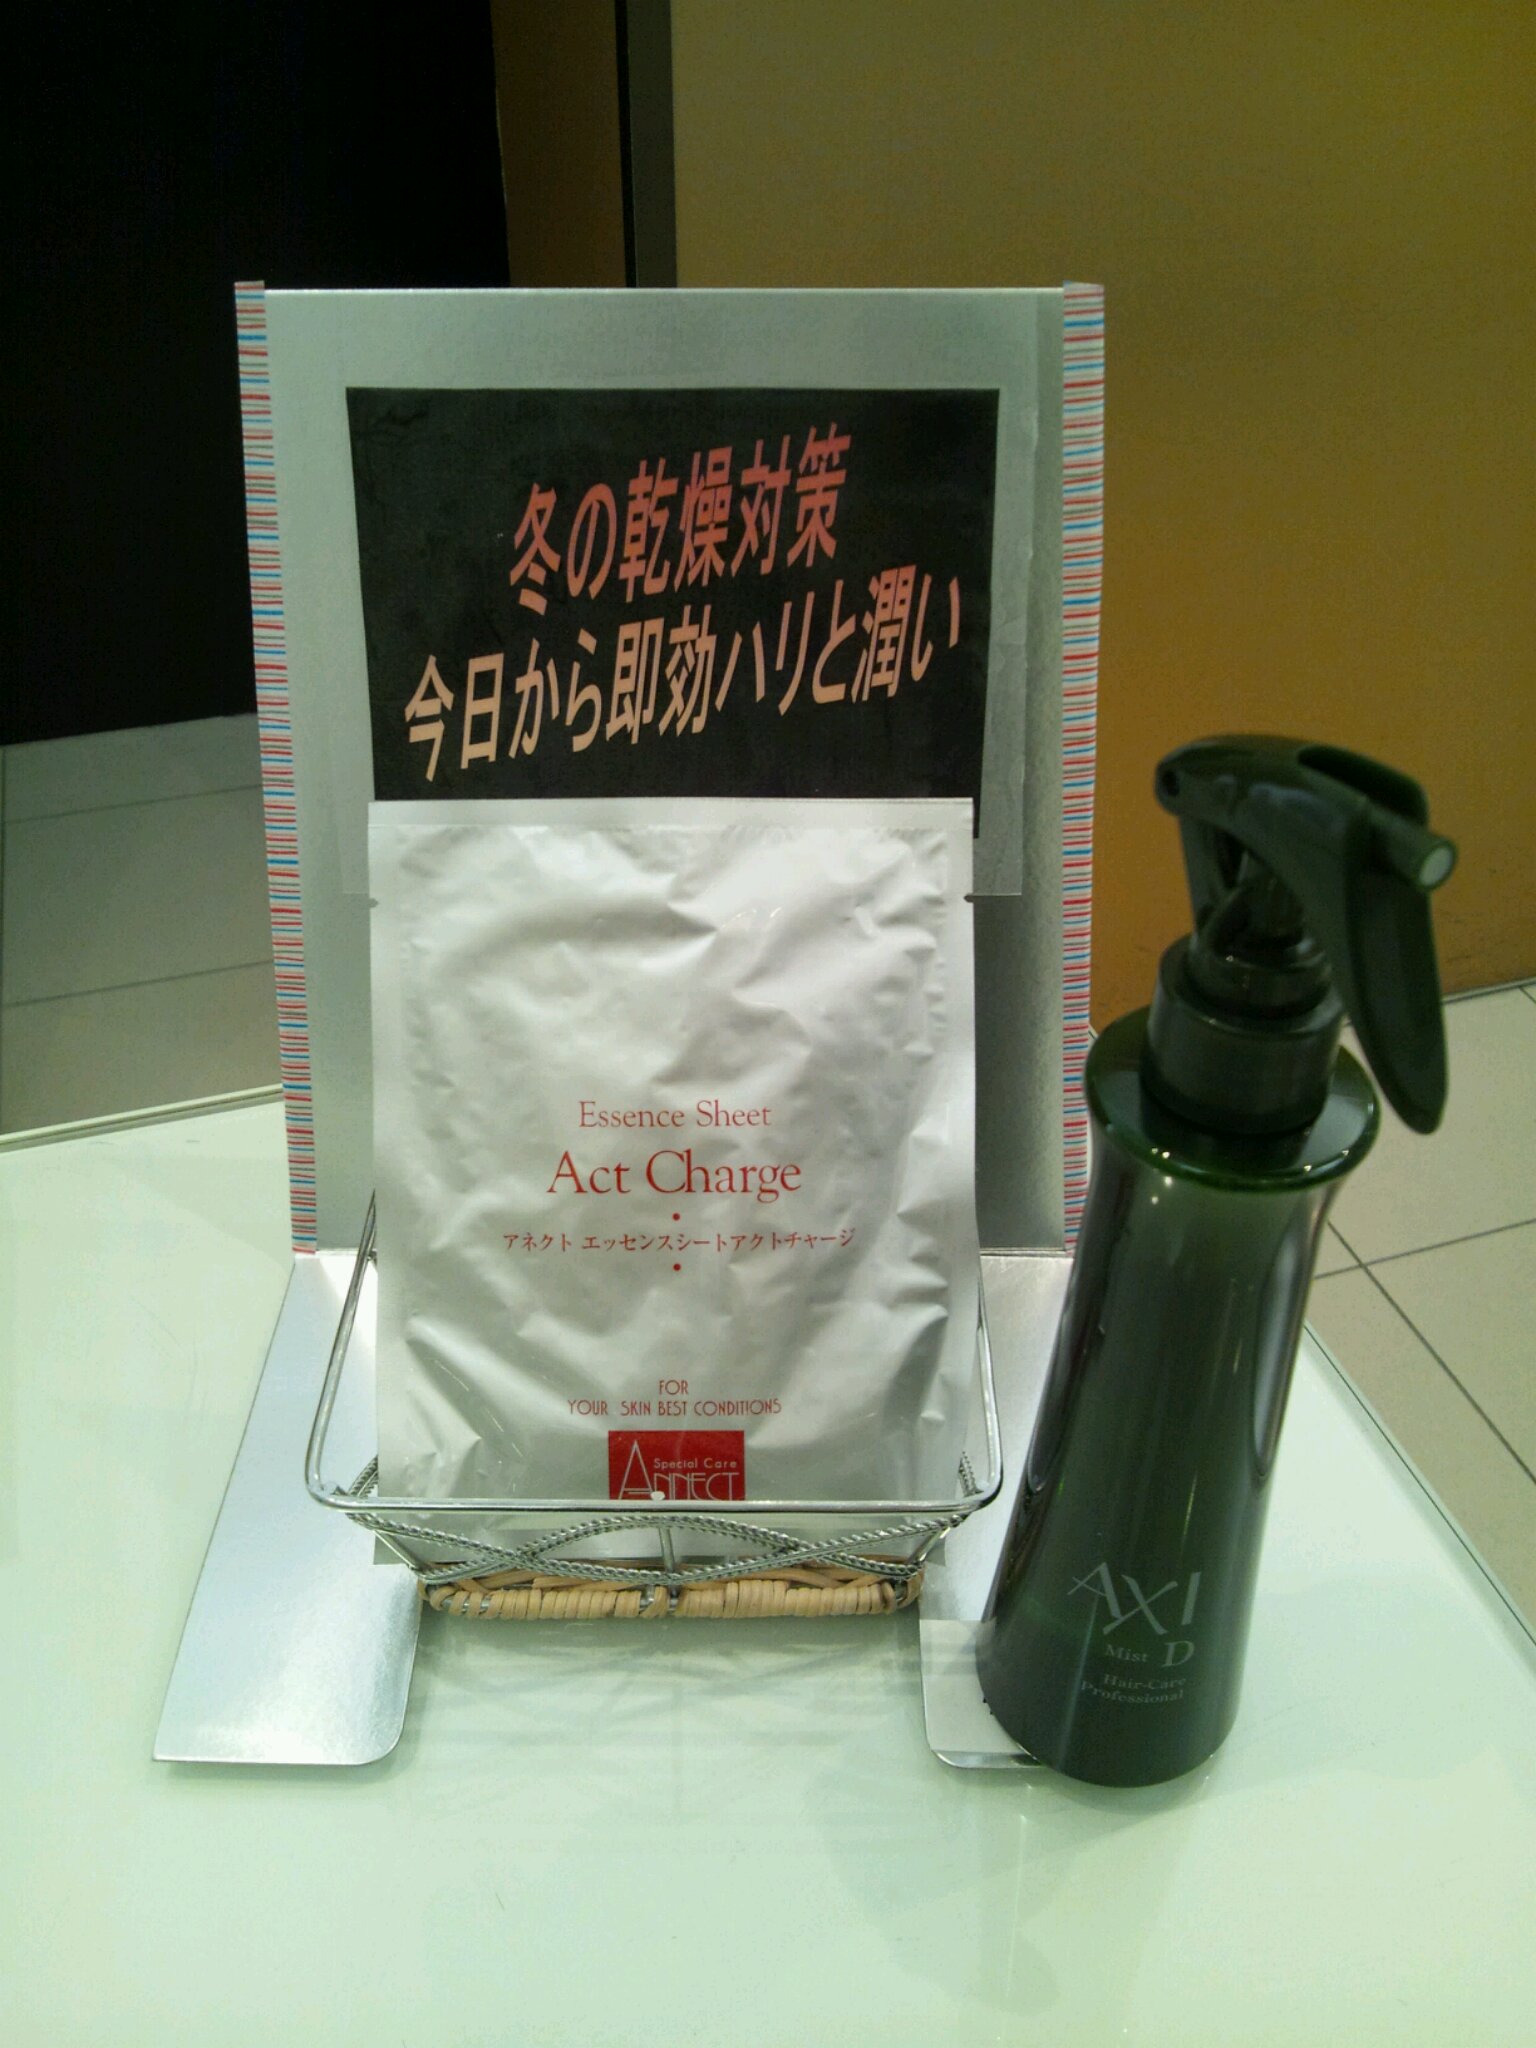 冬の乾燥対策
今日から即効ハリと潤い
Essence Sheet
Act Charge
アネクト エッセンスシートアクトチャージ
FOR
YOUR SKIN BEST CONDITIONS
Special Care
ANNECT
AXI
Mist D
Hair-Care
Professional